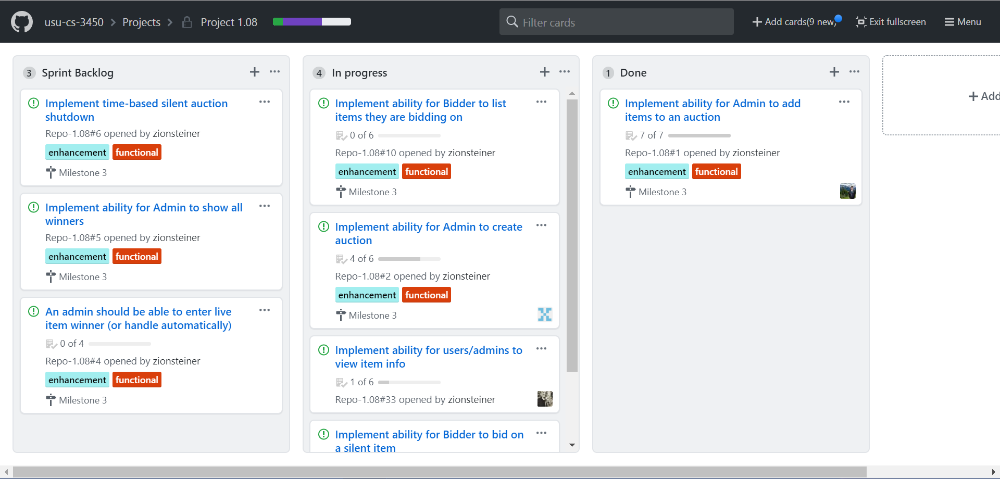 usu-cs-3450 Projects Project 1.08
Filter cards
Add cards(9 new)
Exit fullscreen
Menu
3 Sprint Backlog
Implement time-based silent auction
shutdown
Repo-1.08#6 opened by zionsteiner
enhancement functional
Milestone 3
Implement ability for Admin to show all
winners
Repo-1.08#5 opened by zionsteiner
enhancement functional
Milestone 3
An admin should be able to enter live
item winner (or handle automatically)
0 of 4
Repo-1.08#4 opened by zionsteiner
enhancement functional
Milestone 3
4 In progress
Implement ability for Bidder to list
items they are bidding on
0 of 6
Repo-1.08#10 opened by zionsteiner
enhancement functional
Milestone 3
Implement ability for Admin to create
auction
4 of 6
Repo-1.08#2 opened by zionsteiner
enhancement functional
Milestone 3
Implement ability for users/admins to
view item info
1 of 6
Repo-1.08#33 opened by zionsteiner
Implement ability for Bidder to bid on
a silent item
1 Done
Implement ability for Admin to add
items to an auction
7 of 7
Repo-1.08#1 opened by zionsteiner
enhancement functional
Milestone 3
Add